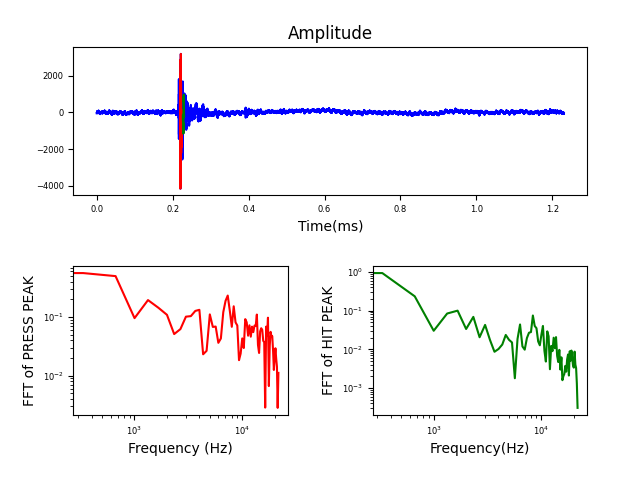 Amplitude
2000
0
−2000
−4000
0.0 0.2 0.4 0.6 0.8 1.0 1.2
Time(ms)
FFT of PRESS PEAK
10⁻¹
10⁻²
10³ 10⁴
Frequency (Hz)
FFT of HIT PEAK
10⁰
10⁻¹
10⁻²
10⁻³
10³ 10⁴
Frequency(Hz)